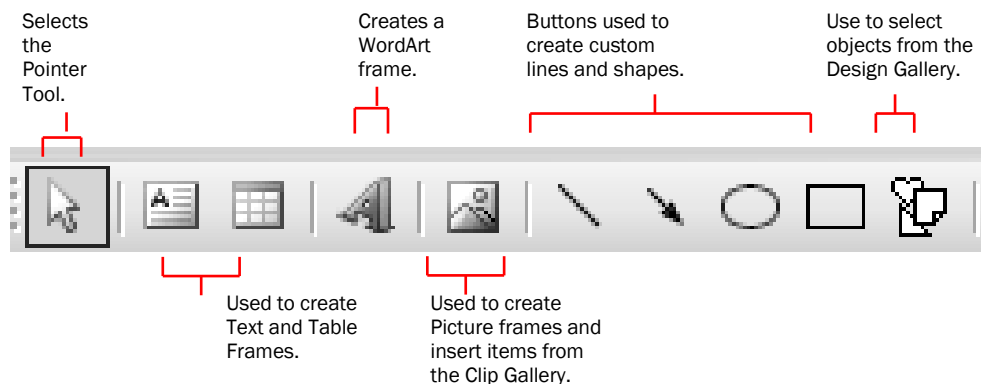 Selects
the
Pointer
Tool.
Creates a
WordArt
frame.
Buttons used to
create custom
lines and shapes.
Use to select
objects from the
Design Gallery.
A
A
Used to create
Text and Table
Frames.
Used to create
Picture frames and
insert items from
the Clip Gallery.